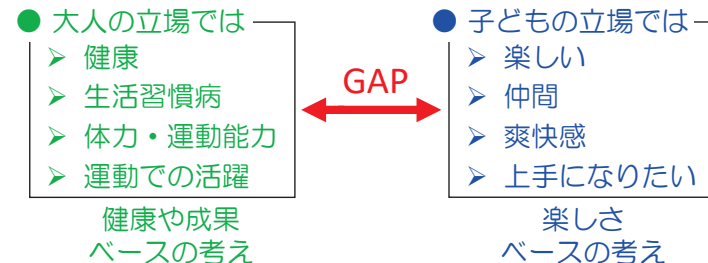 ● 大人の立場では
➢ 健康
➢ 生活習慣病
➢ 体力・運動能力
➢ 運動での活躍
健康や成果
ベースの考え
GAP
● 子どもの立場では
➢ 楽しい
➢ 仲間
➢ 爽快感
➢ 上手になりたい
楽しさ
ベースの考え